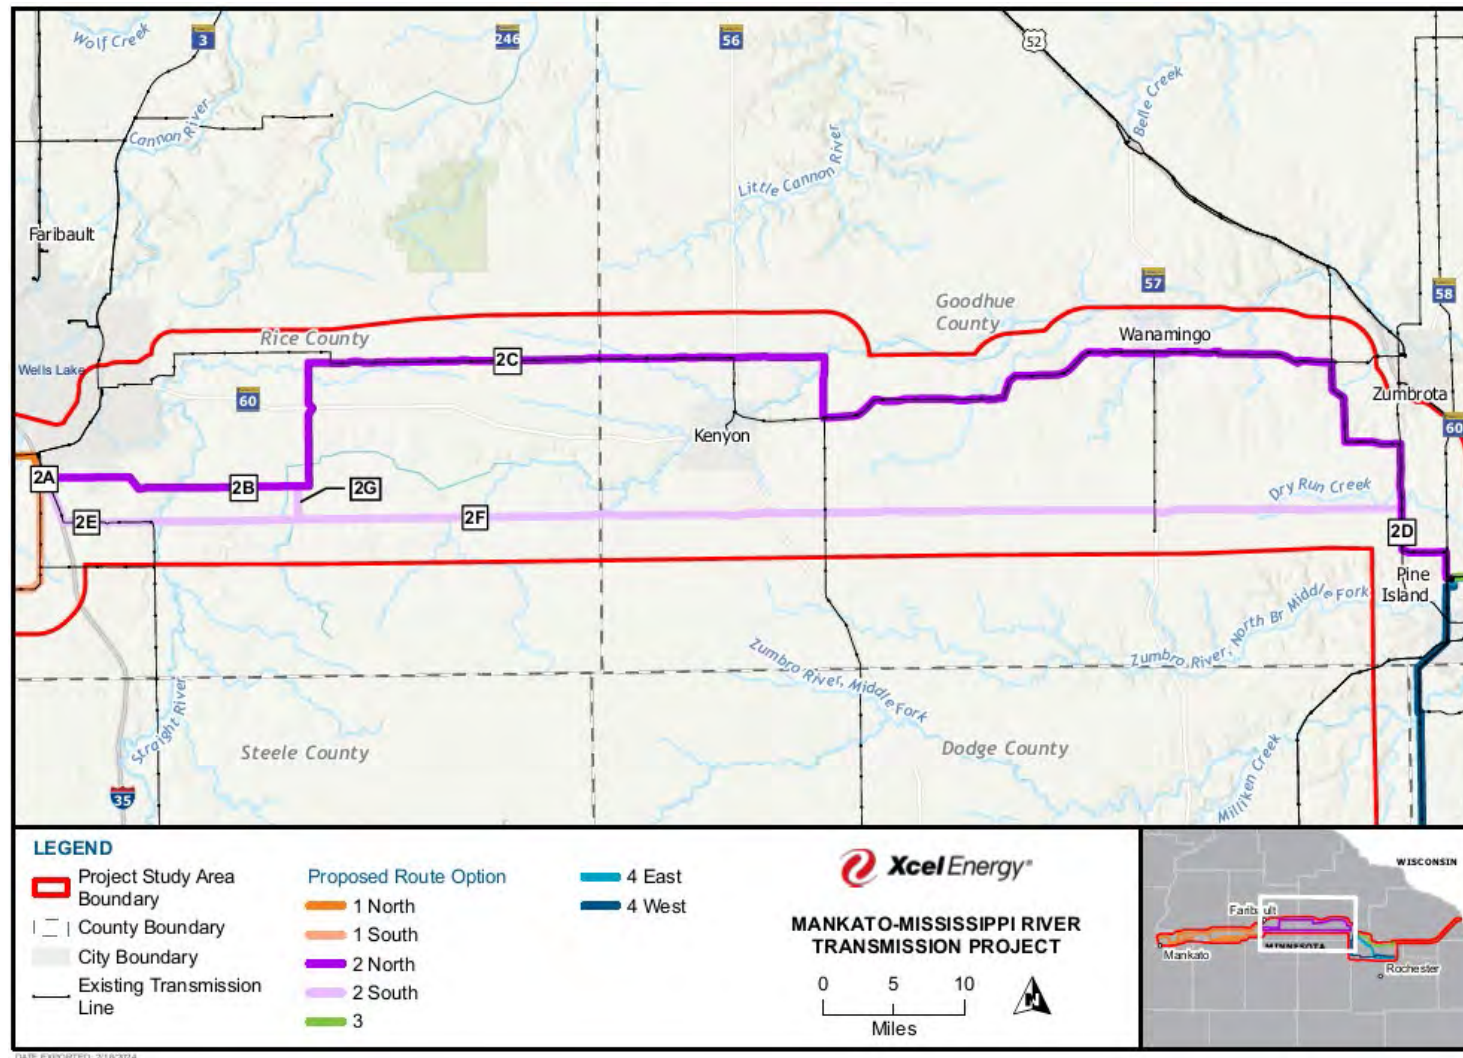 Wolf Creek
3
246
56
52
Cannon River
Belle Creek
Little Cannon River
Faribault
57
58
Goodhue
County
Rice County
Wanamingo
2C
Wells Lake
60
Zumbrota
60
Kenyon
2A
2B
2G
Dry Run Creek
2E
2F
2D
Pine
Island
Zumbro River, North Br Middle Fork
Zumbro River, Middle Fork
Straight River
Steele County
Dodge County
Milliken Creek
35
LEGEND
Project Study Area
Boundary
County Boundary
City Boundary
Existing Transmission
Line
Proposed Route Option
1 North
1 South
2 North
2 South
3
4 East
4 West
Xcel Energy®
MANKATO-MISSISSIPPI RIVER
TRANSMISSION PROJECT
0 5 10
Miles
N
WISCONSIN
Faribault
MINNESOTA
Mankato
Rochester